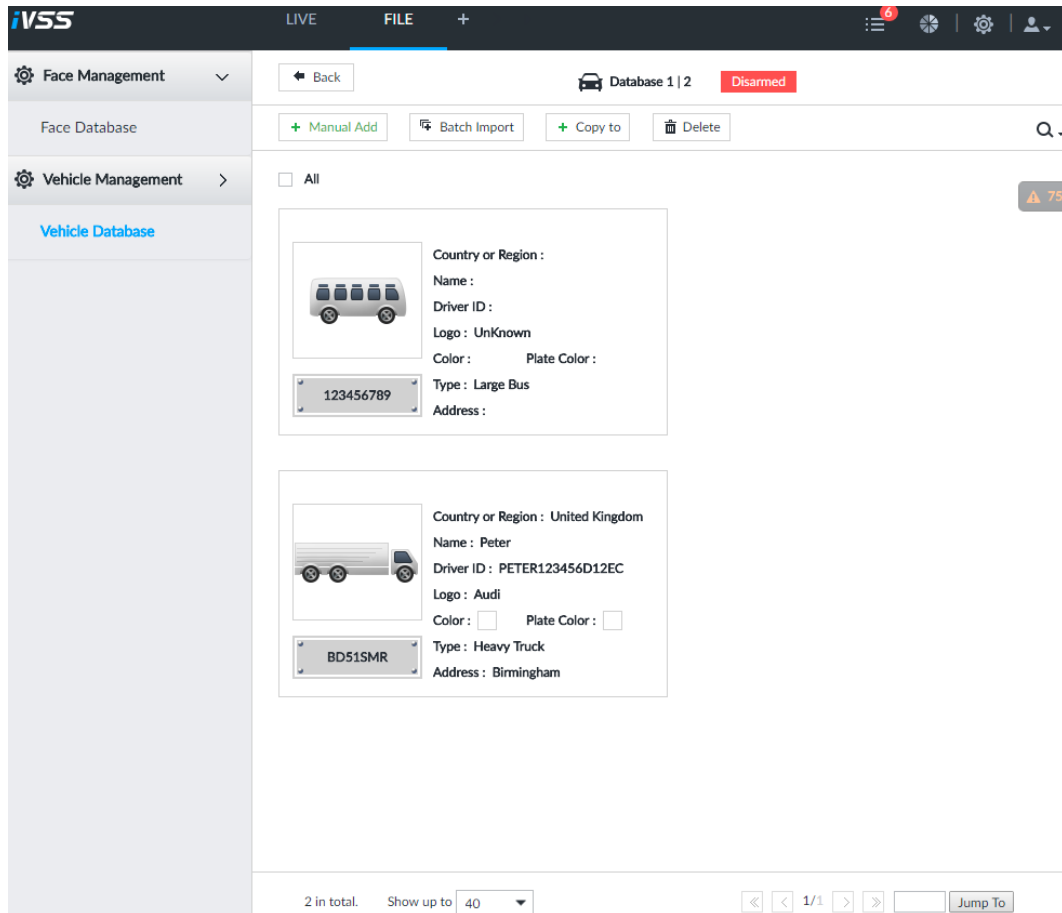 iVSS
LIVE FILE +
6
Face Management
Face Database
Vehicle Management
Vehicle Database
Back
Database 1 | 2
Disarmed
+ Manual Add
Batch Import
+ Copy to
Delete
All
75
Country or Region :
Name :
Driver ID :
Logo : UnKnown
Color : Plate Color :
Type : Large Bus
Address :
123456789
Country or Region : United Kingdom
Name : Peter
Driver ID : PETER123456D12EC
Logo : Audi
Color : Plate Color :
Type : Heavy Truck
Address : Birmingham
BD51SMR
2 in total. Show up to 40
1/1
Jump To